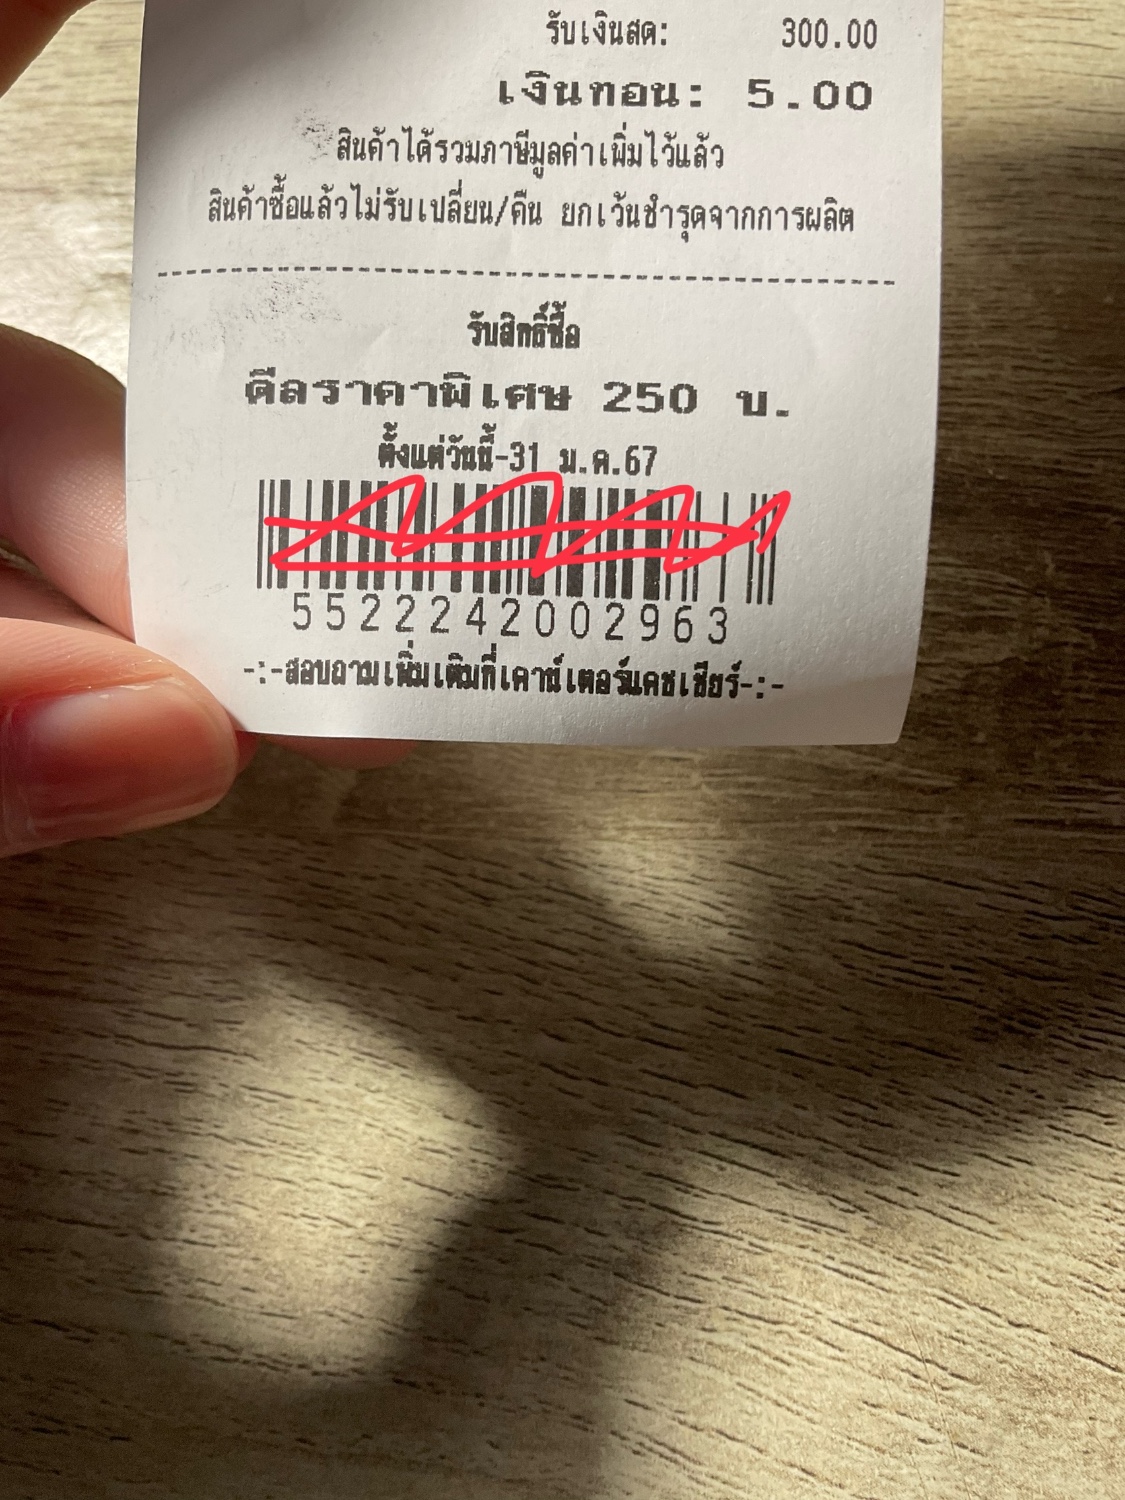 รับเงินสด: 300.00
เงินทอน: 5.00
สินค้าได้รวมภาษีมูลค่าเพิ่มไว้แล้ว
สินค้าซื้อแล้วไม่รับเปลี่ยน/คืน ยกเว้นชำรุดจากการผลิต
รับสิทธิ์ซื้อ
ดีลราคาพิเศษ 250 บ.
ตั้งแต่วันนี้-31 ม.ค.67
5522242002963
-:-สอบถามเพิ่มเติมที่เคาน์เตอร์แคชเชียร์-:-